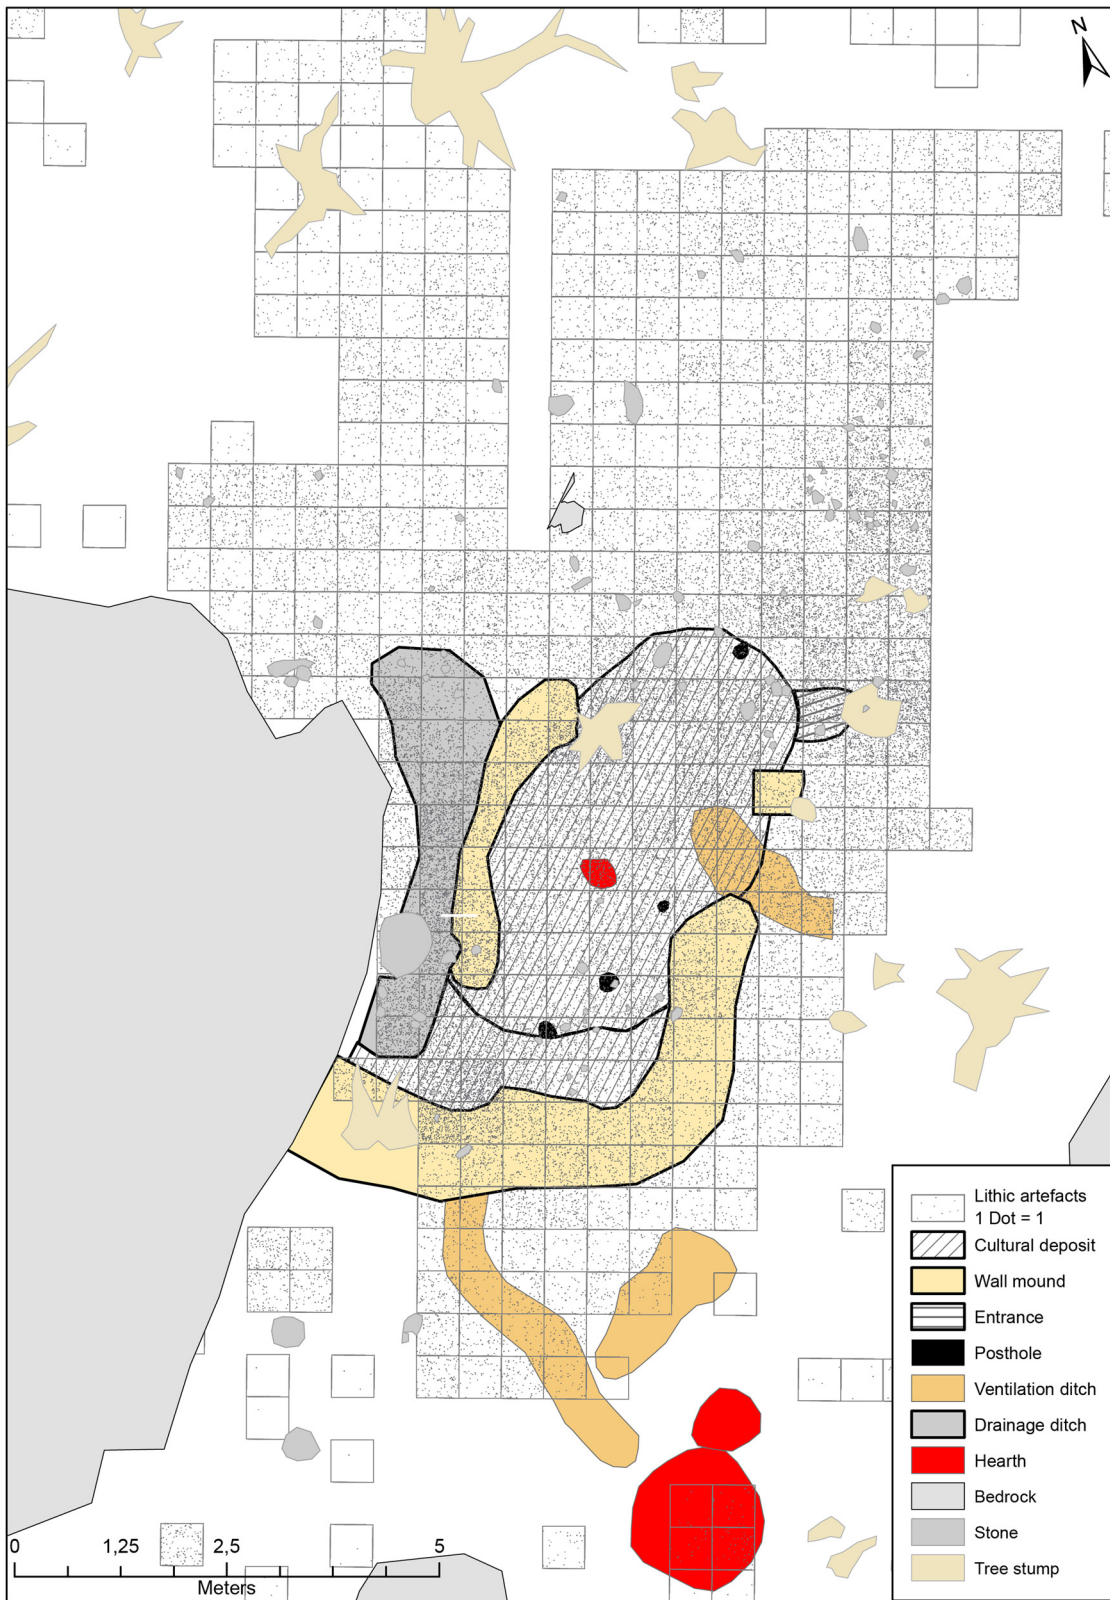 N
Lithic artefacts
1 Dot = 1
Cultural deposit
Wall mound
Entrance
Posthole
Ventilation ditch
Drainage ditch
Hearth
Bedrock
Stone
Tree stump
0 1,25 2,5 5
Meters